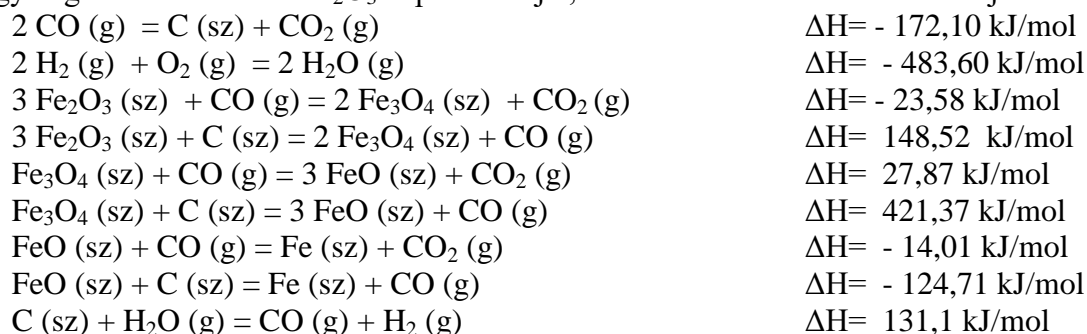 2 CO (g) = C (sz) + CO₂ (g) ΔH= - 172,10 kJ/mol
2 H₂ (g) + O₂ (g) = 2 H₂O (g) ΔH= - 483,60 kJ/mol
3 Fe₂O₃ (sz) + CO (g) = 2 Fe₃O₄ (sz) + CO₂ (g) ΔH= - 23,58 kJ/mol
3 Fe₂O₃ (sz) + C (sz) = 2 Fe₃O₄ (sz) + CO (g) ΔH= 148,52 kJ/mol
Fe₃O₄ (sz) + CO (g) = 3 FeO (sz) + CO₂ (g) ΔH= 27,87 kJ/mol
Fe₃O₄ (sz) + C (sz) = 3 FeO (sz) + CO (g) ΔH= 421,37 kJ/mol
FeO (sz) + CO (g) = Fe (sz) + CO₂ (g) ΔH= - 14,01 kJ/mol
FeO (sz) + C (sz) = Fe (sz) + CO (g) ΔH= - 124,71 kJ/mol
C (sz) + H₂O (g) = CO (g) + H₂ (g) ΔH= 131,1 kJ/mol